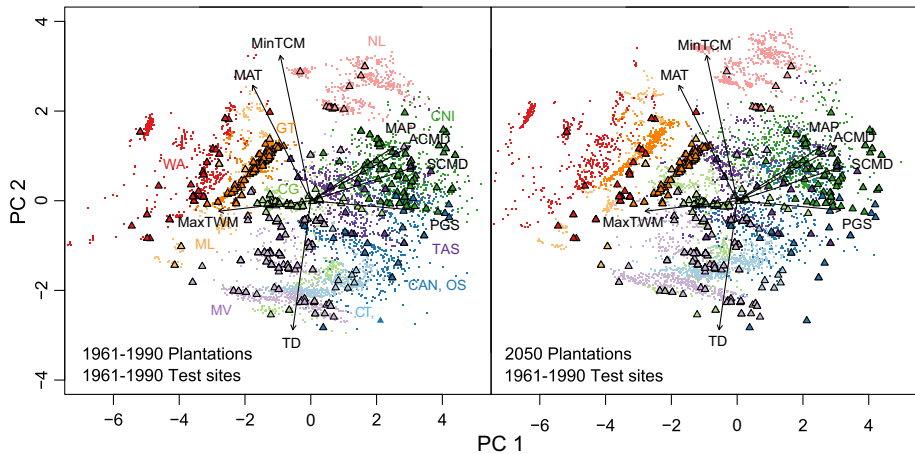 4
2
0
−2
−4
PC 2
MinTCM
NL
MAT
CNI
GT
MAP
ACMD
WA
SCMD
CG
MaxTWM
PGS
ML
TAS
CAN, OS
MV
CT,
TD
1961-1990 Plantations
1961-1990 Test sites
MinTCM
MAT
MAP
ACMD
SCMD
MaxTWM
PGS
TD
2050 Plantations
1961-1990 Test sites
−6 −4 −2 0 2 4
−6 −4 −2 0 2 4
PC 1